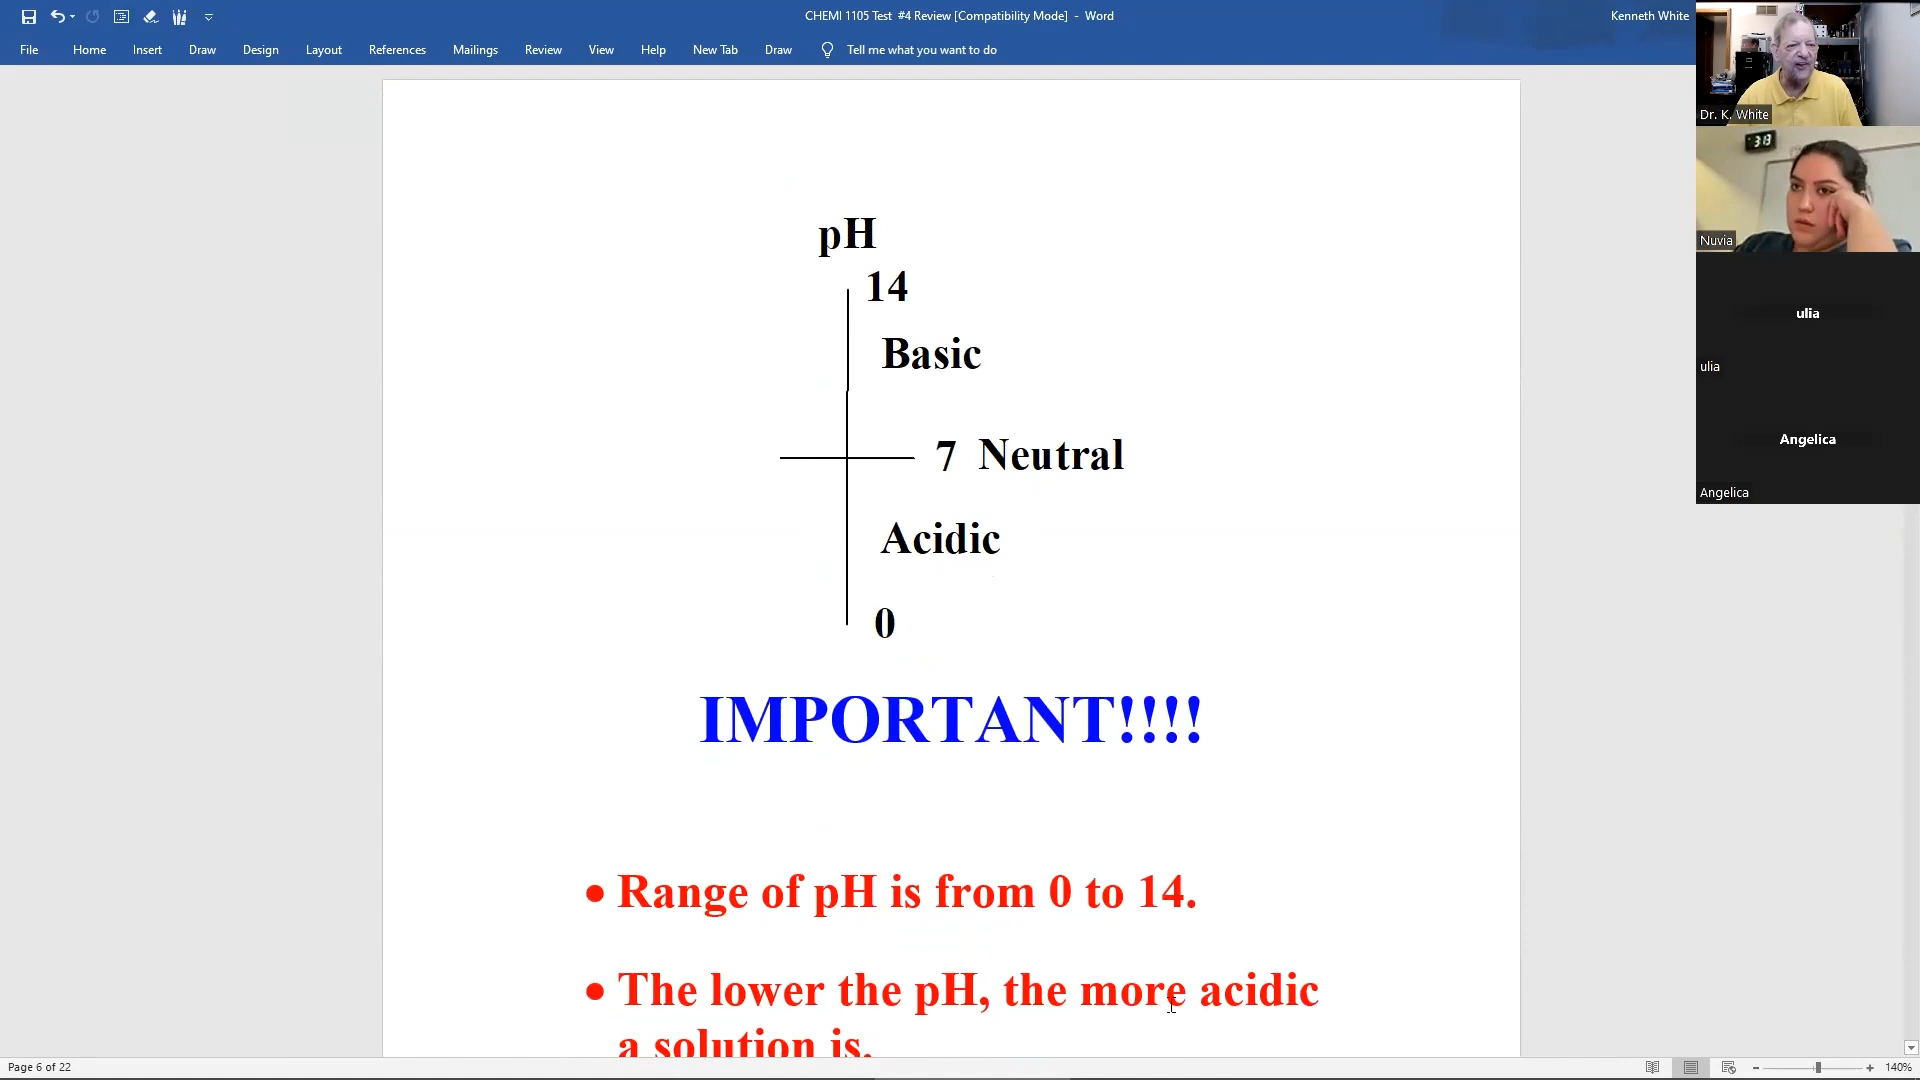 CHEMI 1105 Test #4 Review [Compatibility Mode] - Word
Kenneth White
File Home Insert Draw Design Layout References Mailings Review View Help New Tab Draw Tell me what you want to do
pH
14
Basic
7 Neutral
Acidic
0
IMPORTANT!!!!
• Range of pH is from 0 to 14.
• The lower the pH, the more acidic
a solution is.
Dr. K. White
3:13
Nuvia
ulia
ulia
Angelica
Angelica
Page 6 of 22
140%